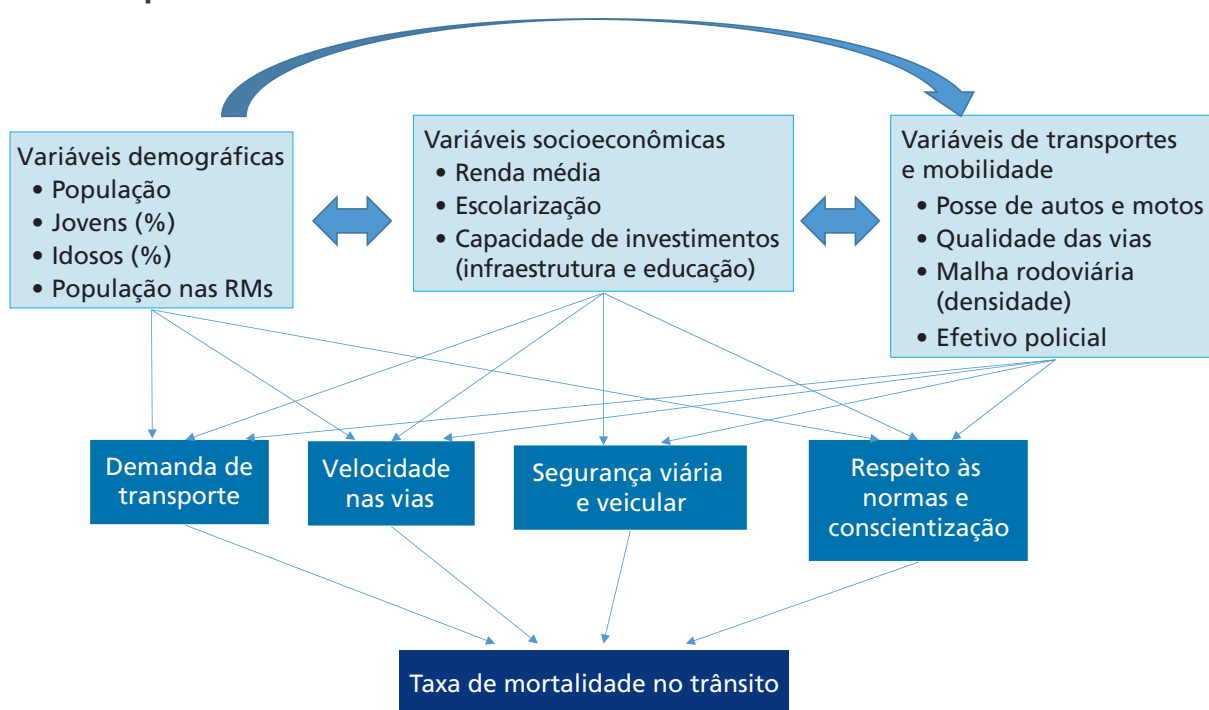 Variáveis demográficas
• População
• Jovens (%)
• Idosos (%)
• População nas RMs
Variáveis socioeconômicas
• Renda média
• Escolarização
• Capacidade de investimentos
(infraestrutura e educação)
Variáveis de transportes
e mobilidade
• Posse de autos e motos
• Qualidade das vias
• Malha rodoviária
(densidade)
• Efetivo policial
Demanda de
transporte
Velocidade
nas vias
Segurança viária
e veicular
Respeito às
normas e
conscientização
Taxa de mortalidade no trânsito